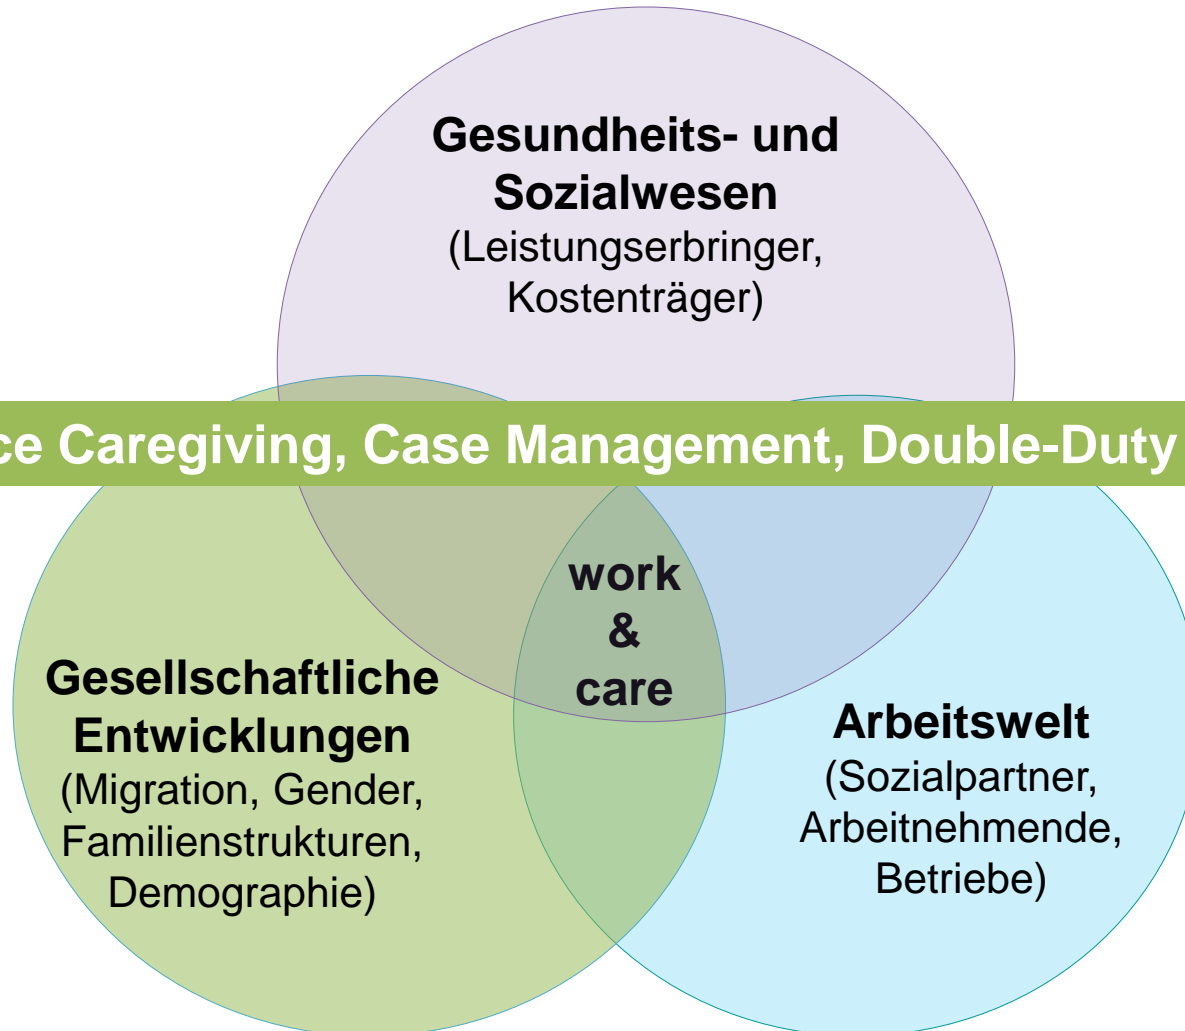 Gesundheits- und
Sozialwesen
(Leistungserbringer,
Kostenträger)
ce Caregiving, Case Management, Double-Duty
work
&
care
Gesellschaftliche
Entwicklungen
(Migration, Gender,
Familienstrukturen,
Demographie)
Arbeitswelt
(Sozialpartner,
Arbeitnehmende,
Betriebe)